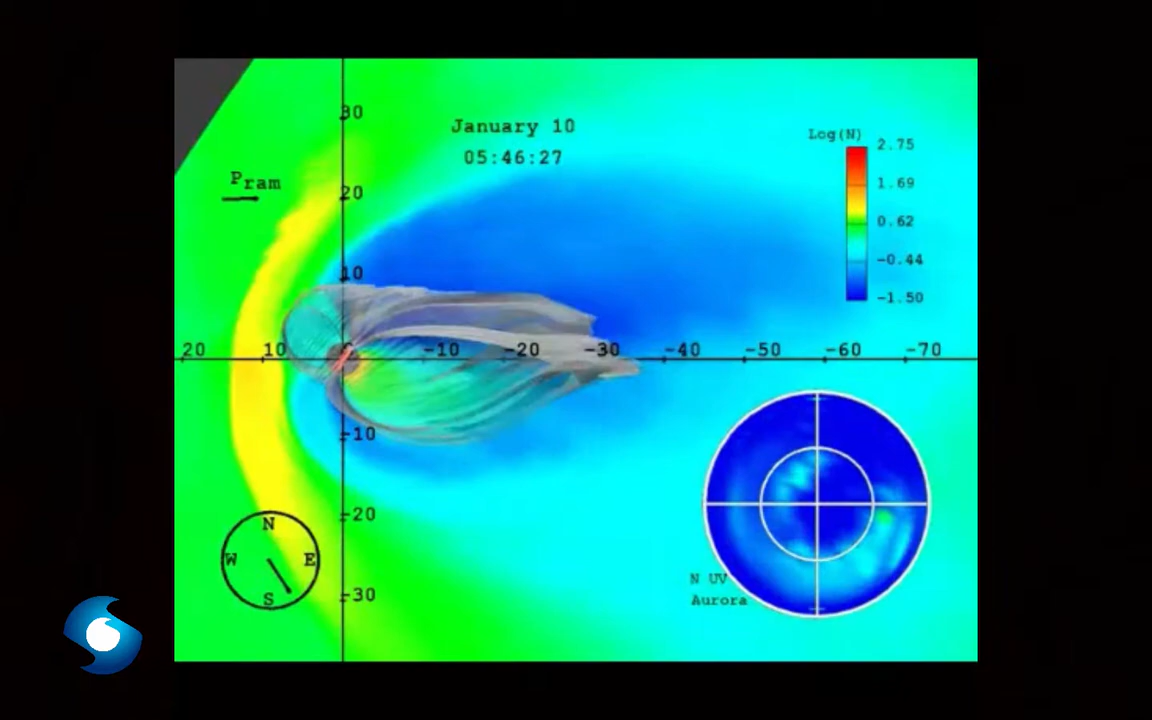 30
January 10
05:46:27
Log(N)
2.75
1.69
0.62
-0.44
-1.50
Pram
20
10
20 10 0 -10 -20 -30 -40 -50 -60 -70
-10
-20
-30
N
W E
S
N UV
Aurora